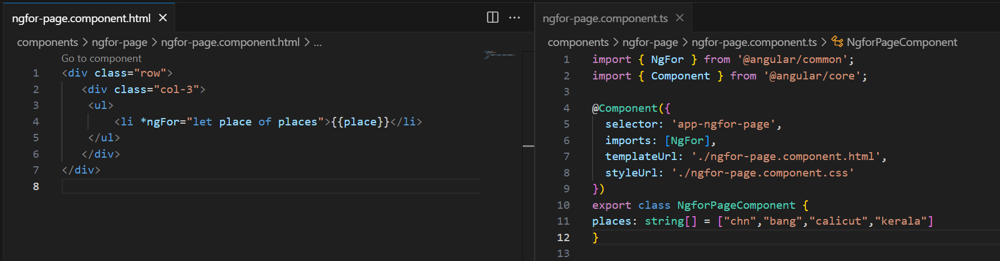 ngfor-page.component.html
components > ngfor-page > ngfor-page.component.html > ...
Go to component
1 <div class="row">
2 <div class="col-3">
3 <ul>
4 <li *ngFor="let place of places">{{place}}</li>
5 </ul>
6 </div>
7 </div>
8
ngfor-page.component.ts
components > ngfor-page > ngfor-page.component.ts > NgforPageComponent
1 import { NgFor } from '@angular/common';
2 import { Component } from '@angular/core';
3
4 @Component({
5 selector: 'app-ngfor-page',
6 imports: [NgFor],
7 templateUrl: './ngfor-page.component.html',
8 styleUrl: './ngfor-page.component.css'
9 })
10 export class NgforPageComponent {
11 places: string[] = ["chn","bang","calicut","kerala"]
12 }
13